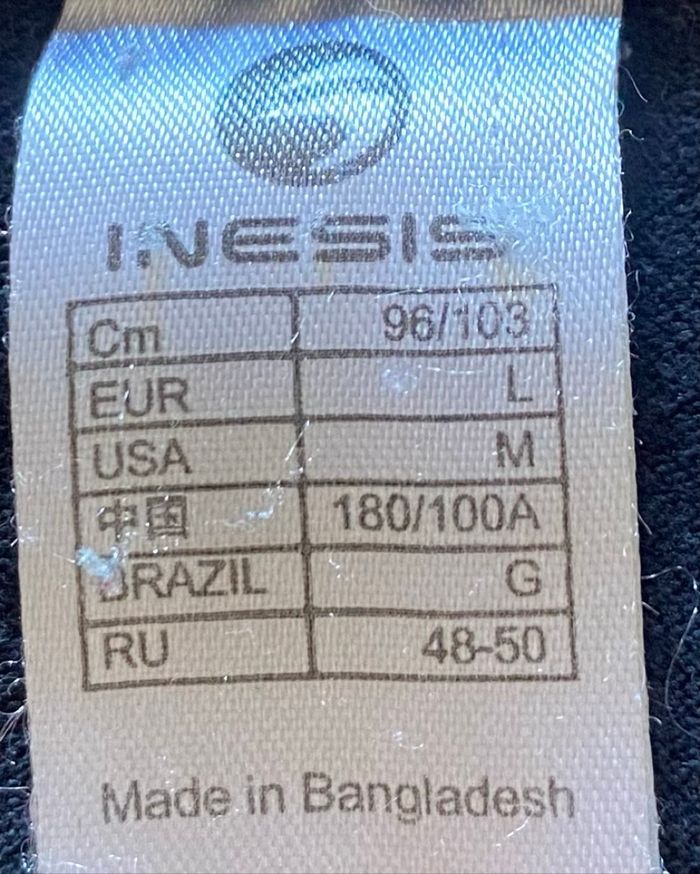 INESIS
Cm 96/103
EUR L
USA M
中国 180/100A
BRAZIL G
RU 48-50
Made in Bangladesh